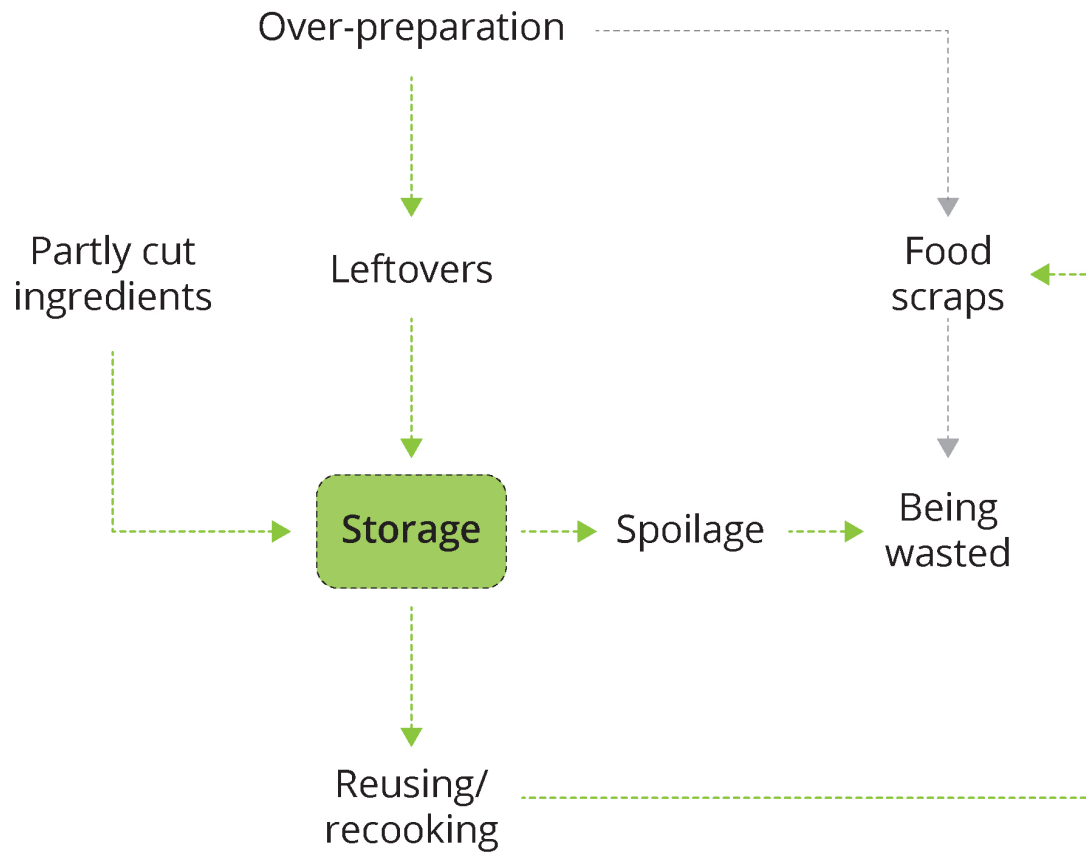 Over-preparation
Partly cut
ingredients
Leftovers
Food
scraps
Storage
Spoilage
Being
wasted
Reusing/
recooking